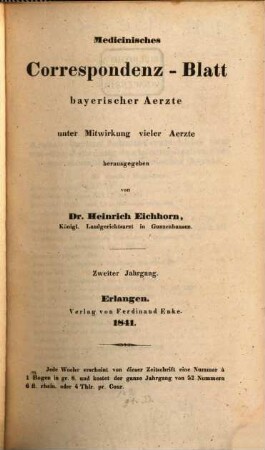 Medicinisches
Correspondenz-Blatt
bayerischer Aerzte
unter Mitwirkung vieler Aerzte
herausgegeben
von
Dr. Heinrich Eichhorn,
Königl. Landgerichtsarzt in Gunzenhausen.
Zweiter Jahrgang.
Erlangen.
Verlag von Ferdinand Enke.
1841.
Jede Woche erscheint von dieser Zeitschrift eine Nummer à
1 Bogen in gr. 8. und kostet der ganze Jahrgang von 52 Nummern
6 fl. rhein. oder 4 Thlr. pr. Cour.